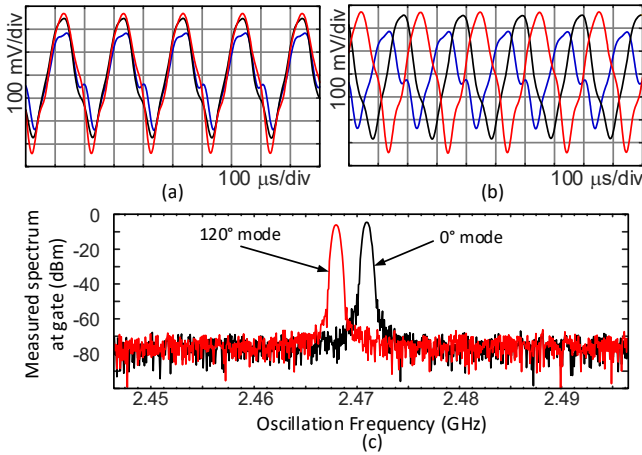 100 mV/div
100 µs/div
(a)
100 mV/div
100 µs/div
(b)
Measured spectrum
at gate (dBm)
0
-20
-40
-60
-80
120° mode
0° mode
2.45
2.46
2.47
2.48
2.49
Oscillation Frequency (GHz)
(c)